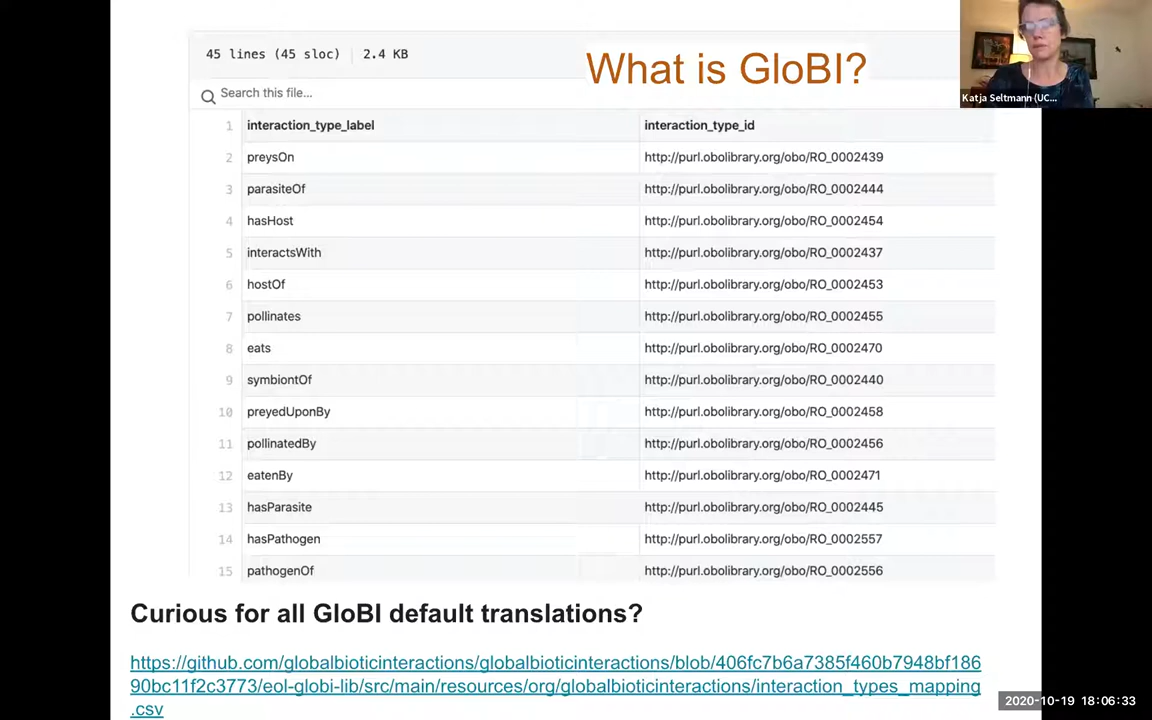 45 lines (45 sloc) | 2.4 KB
What is GloBI?
Katja Seltmann (UC...
Search this file...
1 interaction_type_label interaction_type_id
2 preysOn http://purl.obolibrary.org/obo/RO_0002439
3 parasiteOf http://purl.obolibrary.org/obo/RO_0002444
4 hasHost http://purl.obolibrary.org/obo/RO_0002454
5 interactsWith http://purl.obolibrary.org/obo/RO_0002437
6 hostOf http://purl.obolibrary.org/obo/RO_0002453
7 pollinates http://purl.obolibrary.org/obo/RO_0002455
8 eats http://purl.obolibrary.org/obo/RO_0002470
9 symbiontOf http://purl.obolibrary.org/obo/RO_0002440
10 preyedUponBy http://purl.obolibrary.org/obo/RO_0002458
11 pollinatedBy http://purl.obolibrary.org/obo/RO_0002456
12 eatenBy http://purl.obolibrary.org/obo/RO_0002471
13 hasParasite http://purl.obolibrary.org/obo/RO_0002445
14 hasPathogen http://purl.obolibrary.org/obo/RO_0002557
15 pathogenOf http://purl.obolibrary.org/obo/RO_0002556
Curious for all GloBI default translations?
https://github.com/globalbioticinteractions/globalbioticinteractions/blob/406fc7b6a7385f460b7948bf186
90bc11f2c3773/eol-globi-lib/src/main/resources/org/globalbioticinteractions/interaction_types_mapping
.csv
2020-10-19 18:06:33